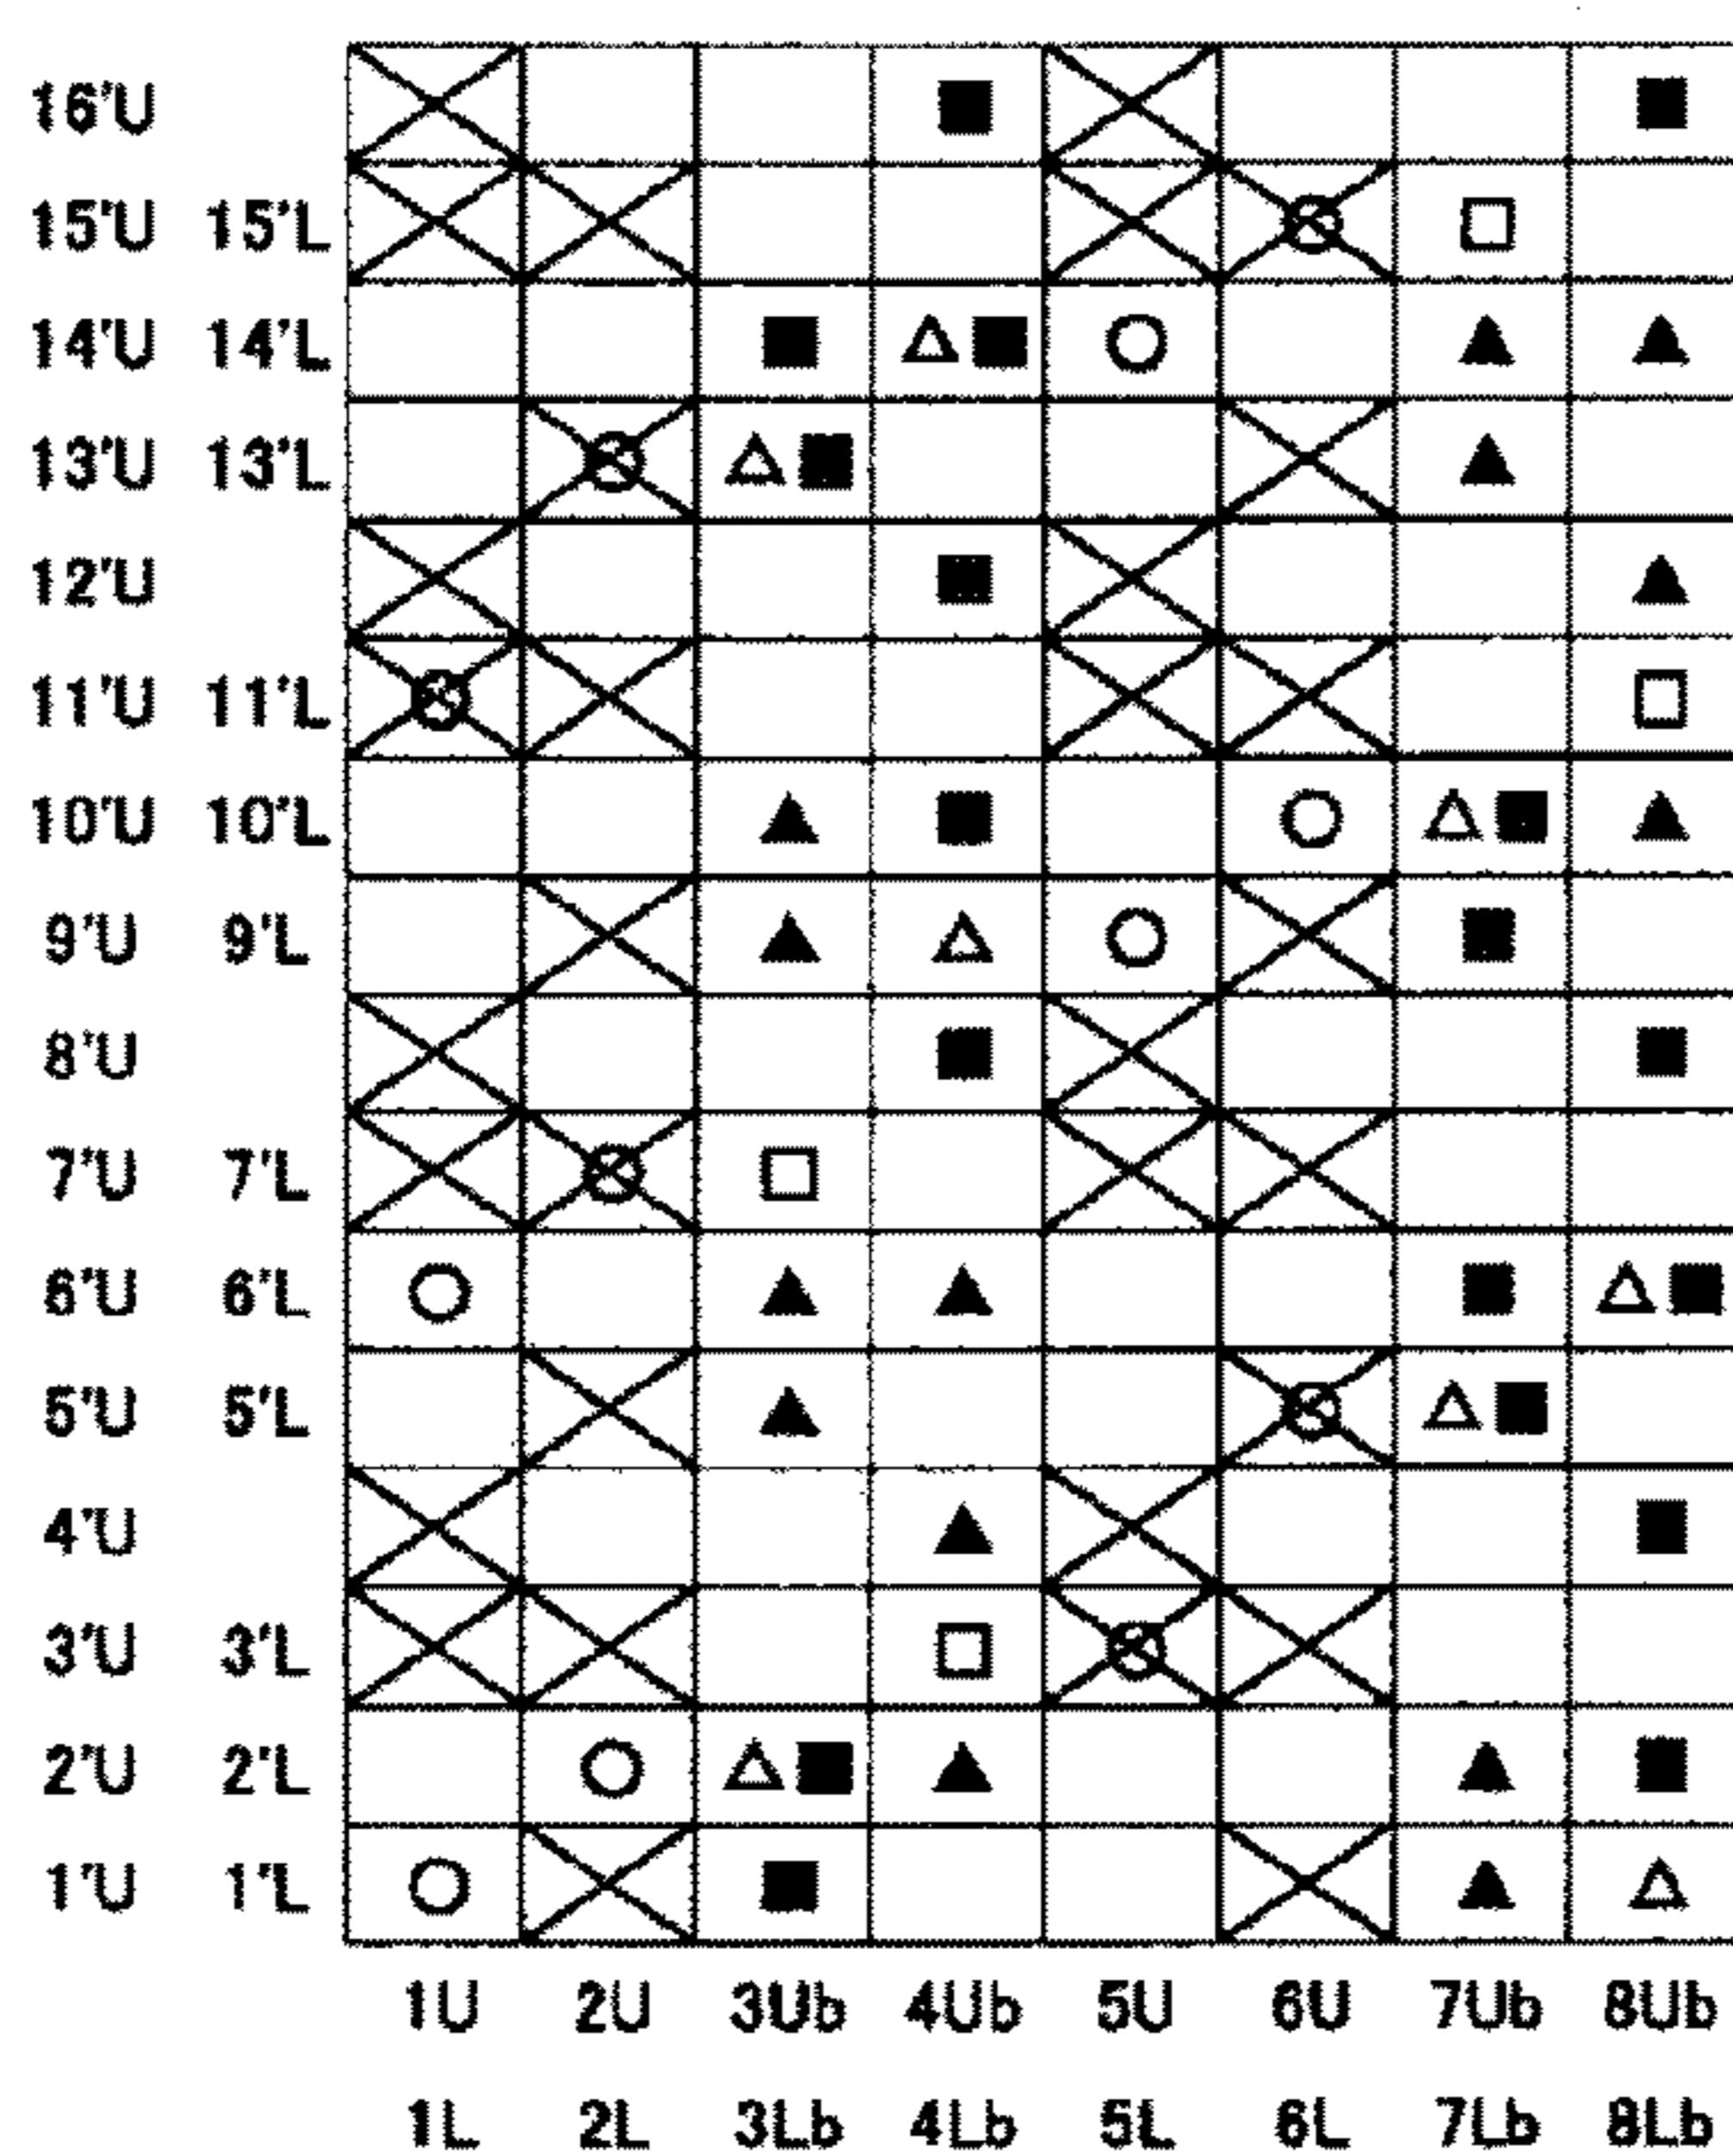 16'U
15'U 15'L
14'U 14'L
13'U 13'L
12'U
11'U 11'L
10'U 10'L
9'U 9'L
8'U
7'U 7'L
6'U 6'L
5'U 5'L
4'U
3'U 3'L
2'U 2'L
1'U 1'L
1U 2U 3Ub 4Ub 5U 6U 7Ub 8Ub
1L 2L 3Lb 4Lb 5L 6L 7Lb 8Lb